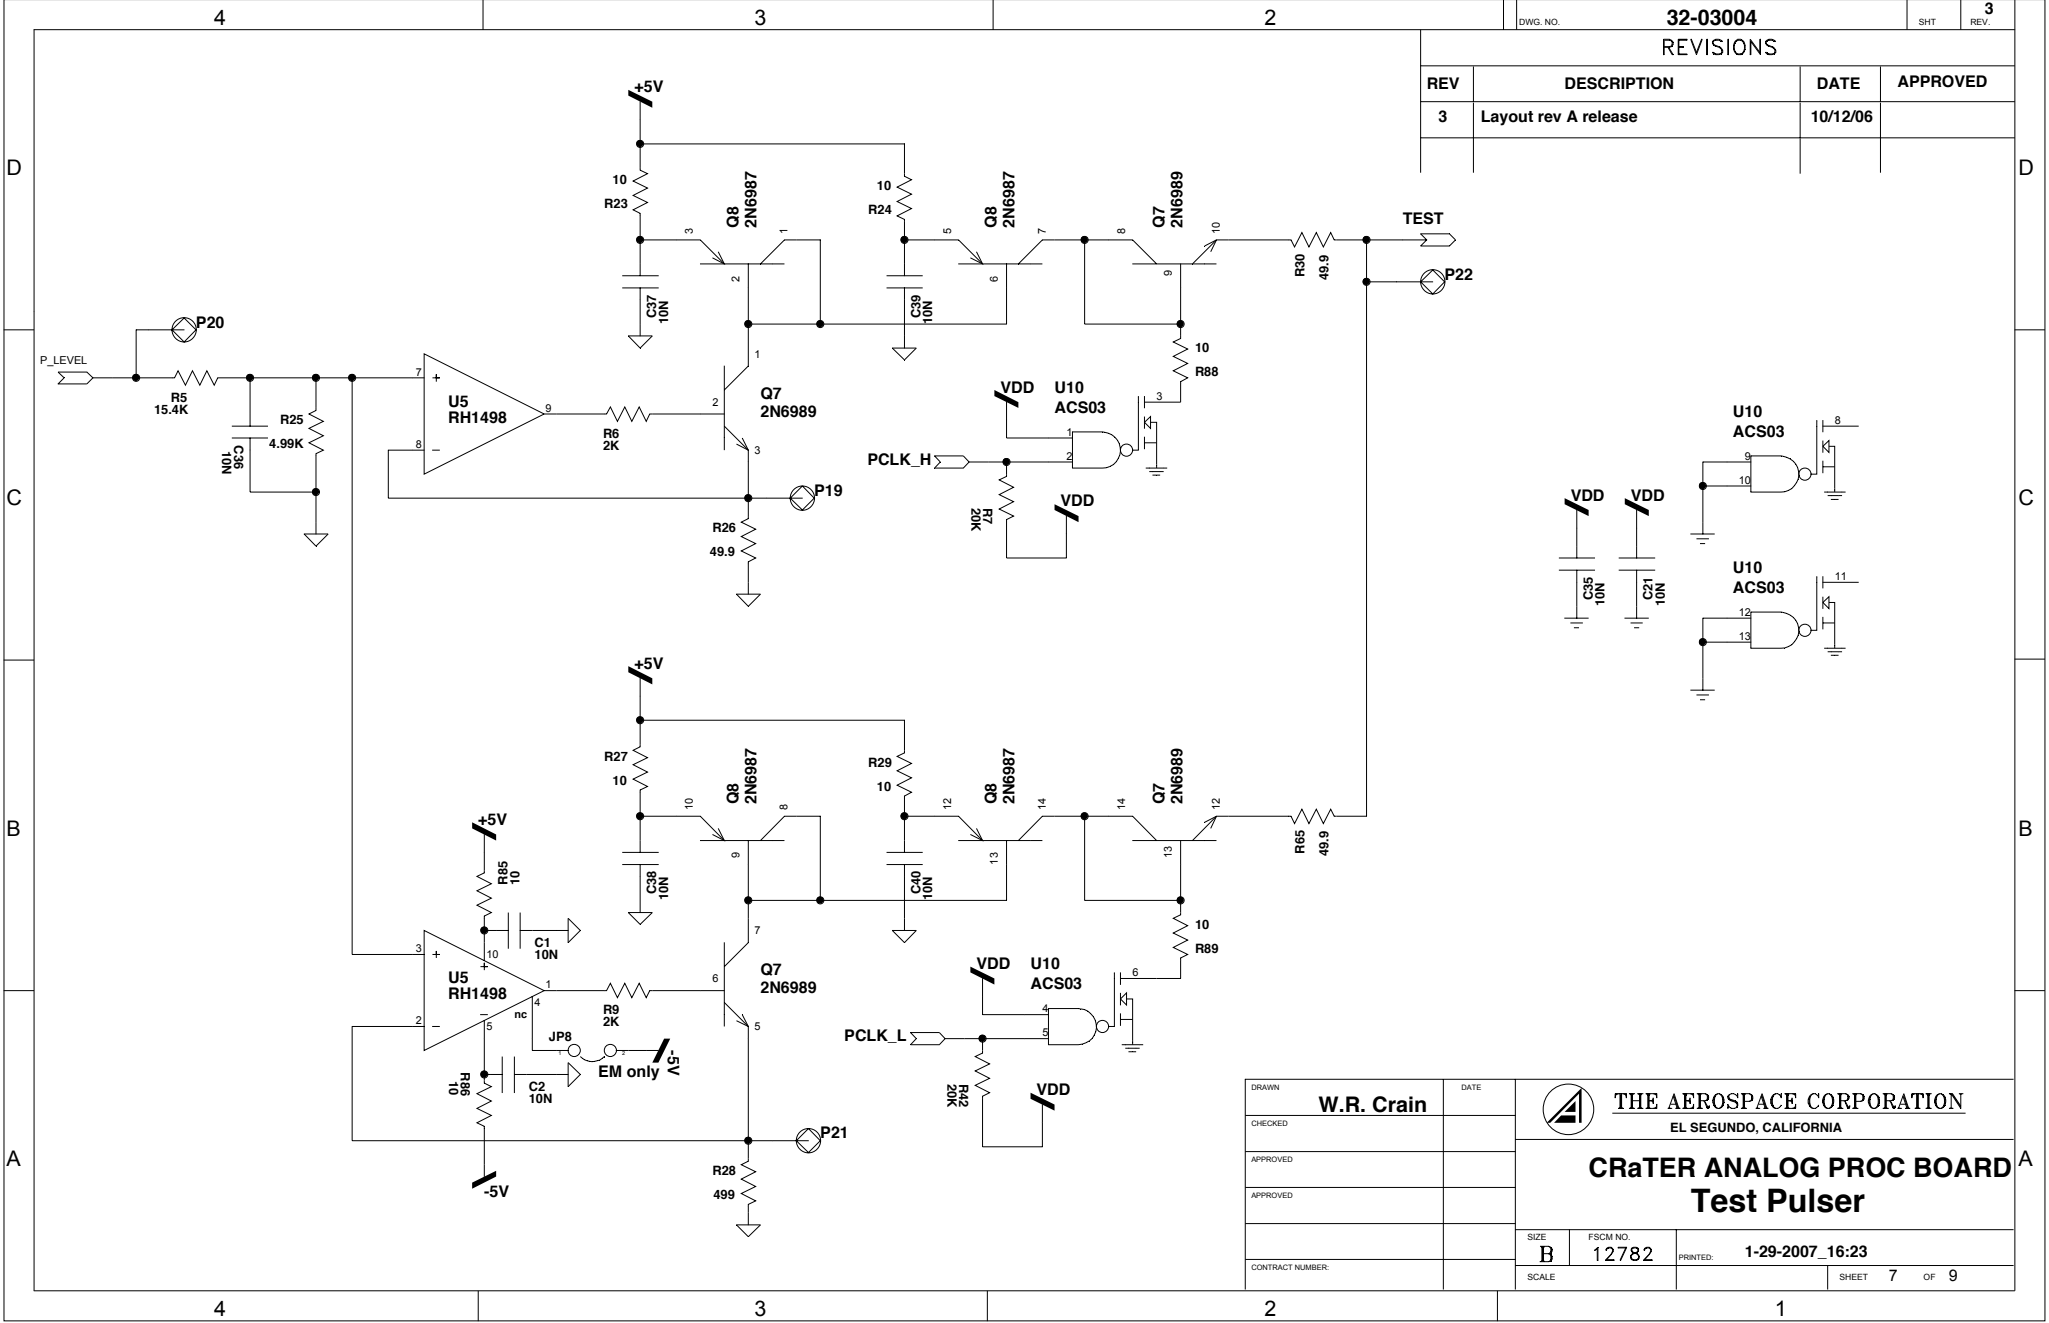 4
3
2
DWG. NO.
32-03004
SHT
3
REV.
REVISIONS
REV
DESCRIPTION
DATE
APPROVED
3
Layout rev A release
10/12/06
D
D
C
C
B
B
A
A
+5V
10
R23
C37
10N
3
Q8
2N6987
1
2
10
R24
C39
10N
5
Q8
2N6987
7
6
8
Q7
2N6989
10
9
R30
49.9
TEST
P22
P20
P_LEVEL
R5
15.4K
C36
10N
R25
4.99K
7
+
8
−
U5
RH1498
9
R6
2K
1
2
Q7
2N6989
3
P19
R26
49.9
10
R88
VDD
U10
ACS03
3
1
2
PCLK_H
R7
20K
VDD
U10
ACS03
8
9
10
VDD
VDD
C35
10N
C21
10N
U10
ACS03
11
12
13
+5V
R27
10
C38
10N
10
Q8
2N6987
8
9
R29
10
C40
10N
12
Q8
2N6987
14
13
14
Q7
2N6989
12
13
R65
49.9
+5V
R85
10
C1
10N
3
+
10
+
U5
RH1498
1
4
nc
2
−
−
5
R9
2K
7
6
Q7
2N6989
5
JP8
1
2
-5V
EM only
C2
10N
R86
10
-5V
P21
R28
499
10
R89
VDD
U10
ACS03
6
4
5
PCLK_L
R42
20K
VDD
DRAWN
W.R. Crain
DATE
CHECKED
APPROVED
APPROVED
CONTRACT NUMBER:
THE AEROSPACE CORPORATION
EL SEGUNDO, CALIFORNIA
CRaTER ANALOG PROC BOARD
Test Pulser
SIZE
B
FSCM NO.
12782
PRINTED:
1-29-2007_16:23
SCALE
SHEET 7 OF 9
4
3
2
1